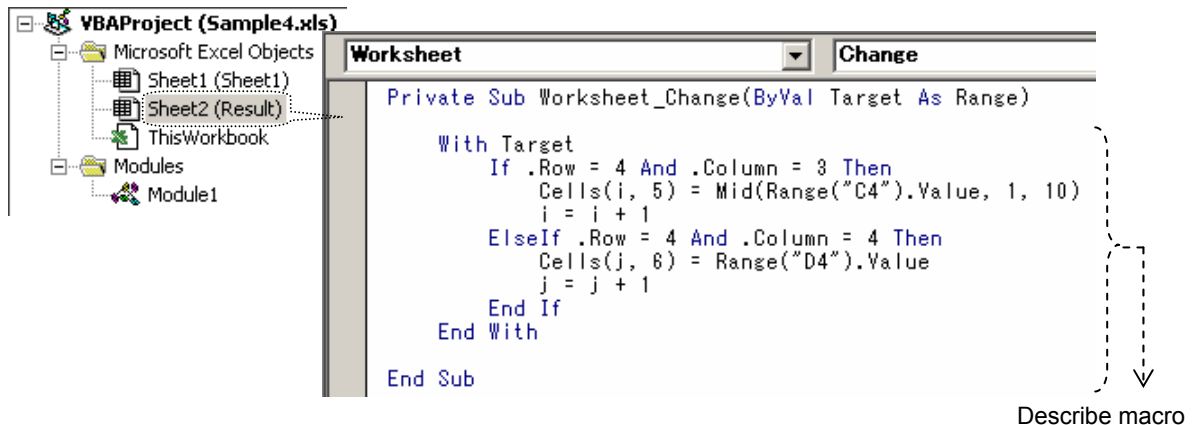 VBAProject (Sample4.xls)
Microsoft Excel Objects
Sheet1 (Sheet1)
Sheet2 (Result)
ThisWorkbook
Modules
Module1
Worksheet
Change
Private Sub Worksheet_Change(ByVal Target As Range)
With Target
If .Row = 4 And .Column = 3 Then
Cells(i, 5) = Mid(Range("C4").Value, 1, 10)
i = i + 1
ElseIf .Row = 4 And .Column = 4 Then
Cells(j, 6) = Range("D4").Value
j = j + 1
End If
End With
End Sub
Describe macro